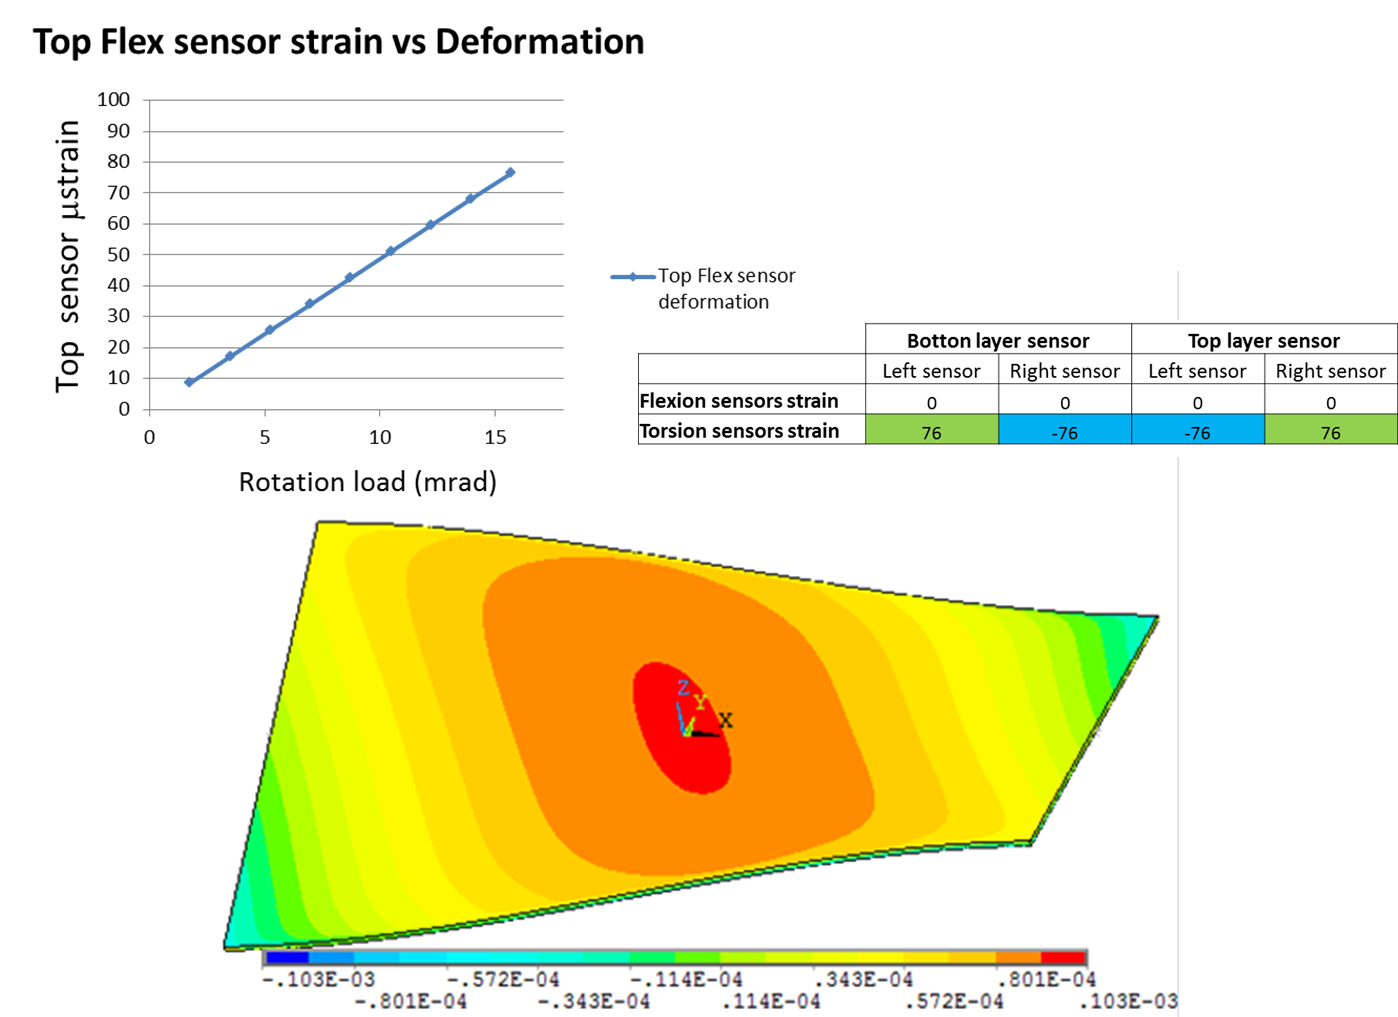 Top Flex sensor strain vs Deformation
100
90
80
70
60
50
40
30
20
10
0
Top sensor µstrain
0 5 10 15
Rotation load (mrad)
Top Flex sensor
deformation
Botton layer sensor Top layer sensor
Left sensor Right sensor Left sensor Right sensor
Flexion sensors strain 0 0 0 0
Torsion sensors strain 76 -76 -76 76
Z
Y
X
-.103E-03 -.572E-04 -.114E-04 .343E-04 .801E-04
-.801E-04 -.343E-04 .114E-04 .572E-04 .103E-03